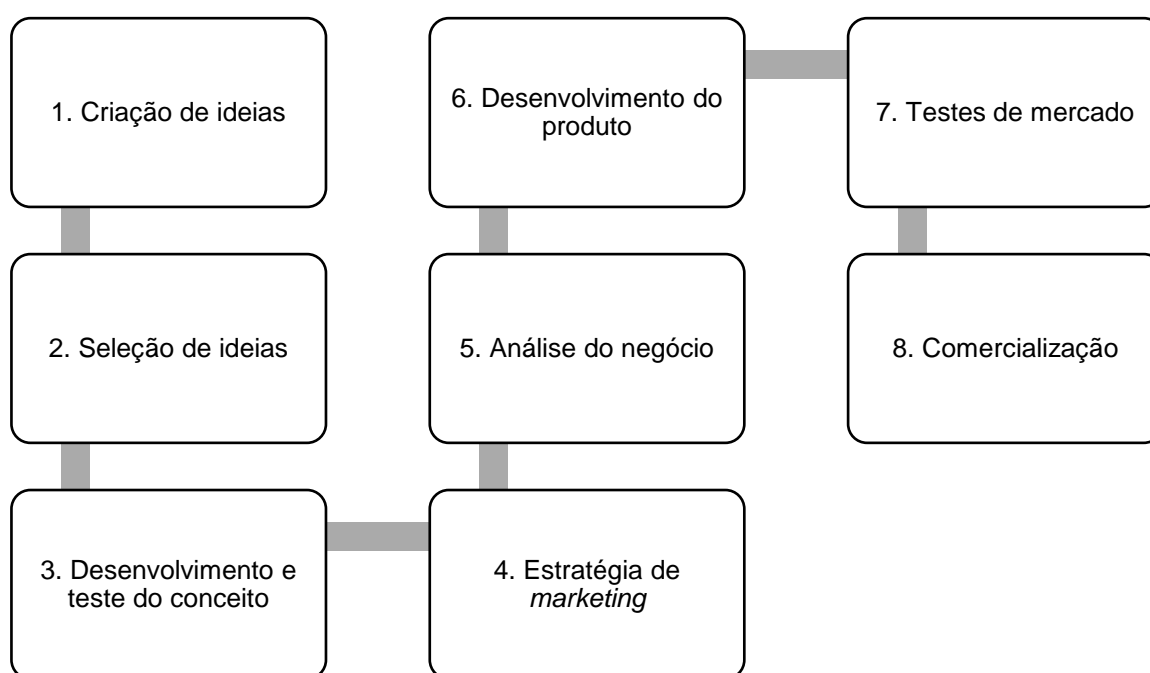 1. Criação de ideias
2. Seleção de ideias
3. Desenvolvimento e
teste do conceito
4. Estratégia de
marketing
5. Análise do negócio
6. Desenvolvimento do
produto
7. Testes de mercado
8. Comercialização